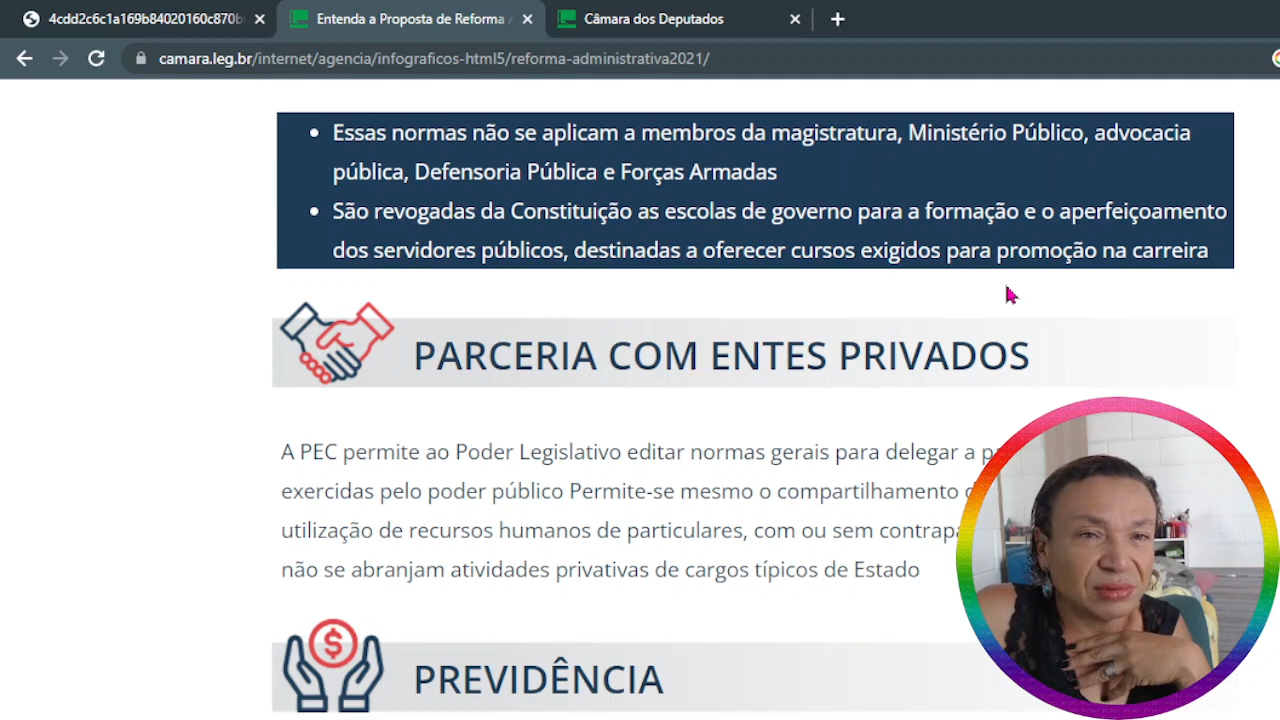 4cdd2c6c1a169b84020160c870b
Entenda a Proposta de Reforma
Câmara dos Deputados
camara.leg.br/internet/agencia/infograficos-html5/reforma-administrativa2021/
• Essas normas não se aplicam a membros da magistratura, Ministério Público, advocacia
pública, Defensoria Pública e Forças Armadas
• São revogadas da Constituição as escolas de governo para a formação e o aperfeiçoamento
dos servidores públicos, destinadas a oferecer cursos exigidos para promoção na carreira
PARCERIA COM ENTES PRIVADOS
A PEC permite ao Poder Legislativo editar normas gerais para delegar a
exercidas pelo poder público Permite-se mesmo o compartilhamento
utilização de recursos humanos de particulares, com ou sem
não se abranjam atividades privativas de cargos típicos de Estado
PREVIDÊNCIA